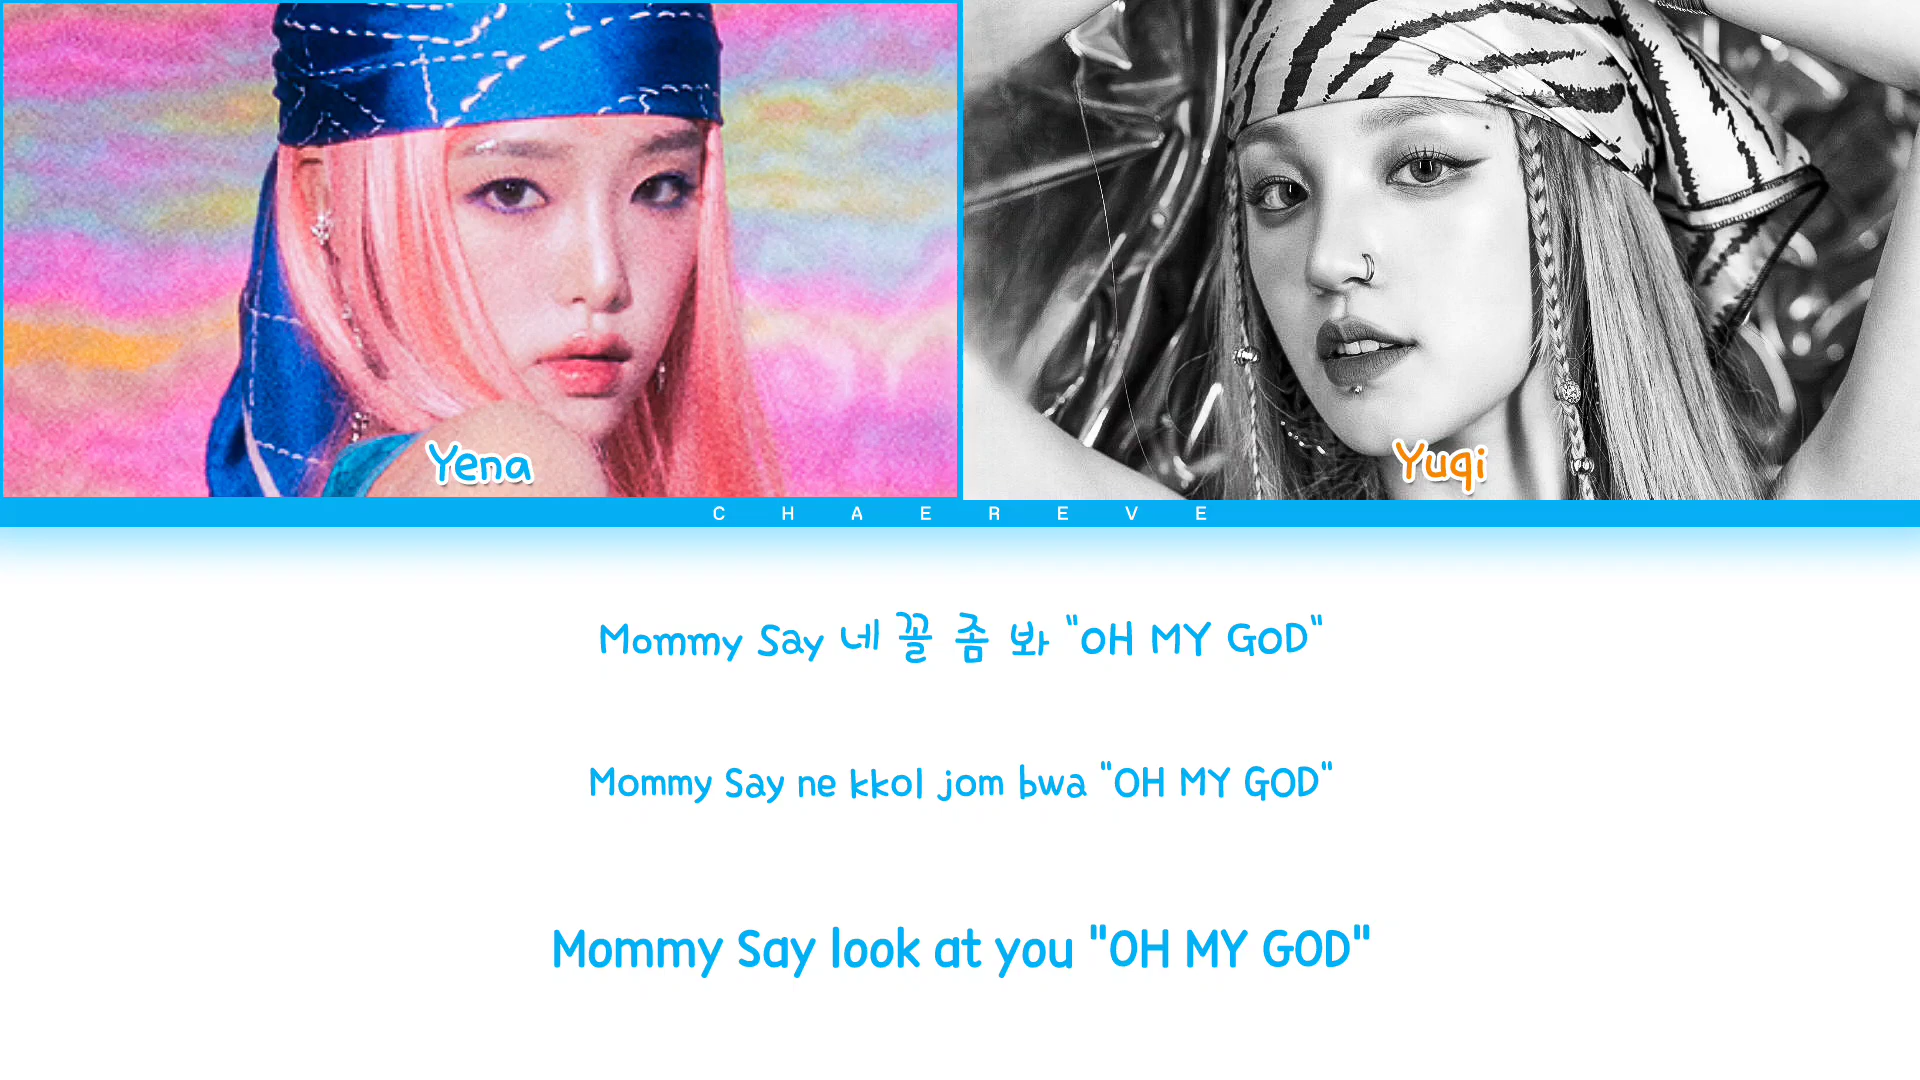 Yena
Yuqi
CHAEREVE
Mommy Say 네 꼴 좀 봐 "OH MY GOD"
Mommy Say ne kkol jom bwa "OH MY GOD"
Mommy Say look at you "OH MY GOD"